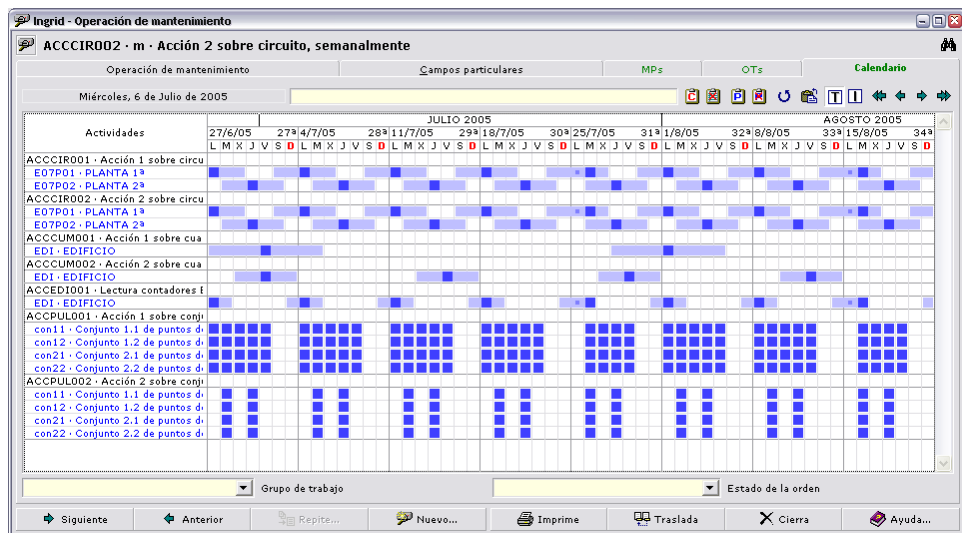 Ingrid - Operación de mantenimiento
ACCCIR002 · m · Acción 2 sobre circuito, semanalmente
Operación de mantenimiento Campos particulares MPs OTs Calendario
Miércoles, 6 de Julio de 2005
C P T I
JULIO 2005 AGOSTO 2005
Actividades 27/6/05 27ª 4/7/05 28ª 11/7/05 29ª 18/7/05 30ª 25/7/05 31ª 1/8/05 32ª 8/8/05 33ª 15/8/05 34ª
L M X J V S D L M X J V S D L M X J V S D L M X J V S D L M X J V S D L M X J V S D L M X J V S D L M X J V S D
ACCCIR001 · Acción 1 sobre circu
E07P01 · PLANTA 1ª
E07P02 · PLANTA 2ª
ACCCIR002 · Acción 2 sobre circu
E07P01 · PLANTA 1ª
E07P02 · PLANTA 2ª
ACCCUM001 · Acción 1 sobre cua
EDI · EDIFICIO
ACCCUM002 · Acción 2 sobre cua
EDI · EDIFICIO
ACCEDI001 · Lectura contadores
EDI · EDIFICIO
ACCPUL001 · Acción 1 sobre conj
con11 · Conjunto 1.1 de puntos d
con12 · Conjunto 1.2 de puntos d
con21 · Conjunto 2.1 de puntos d
con22 · Conjunto 2.2 de puntos d
ACCPUL002 · Acción 2 sobre conj
con11 · Conjunto 1.1 de puntos d
con12 · Conjunto 1.2 de puntos d
con21 · Conjunto 2.1 de puntos d
con22 · Conjunto 2.2 de puntos d
Grupo de trabajo Estado de la orden
Siguiente Anterior Repite... Nuevo... Imprime Traslada Cierra Ayuda...